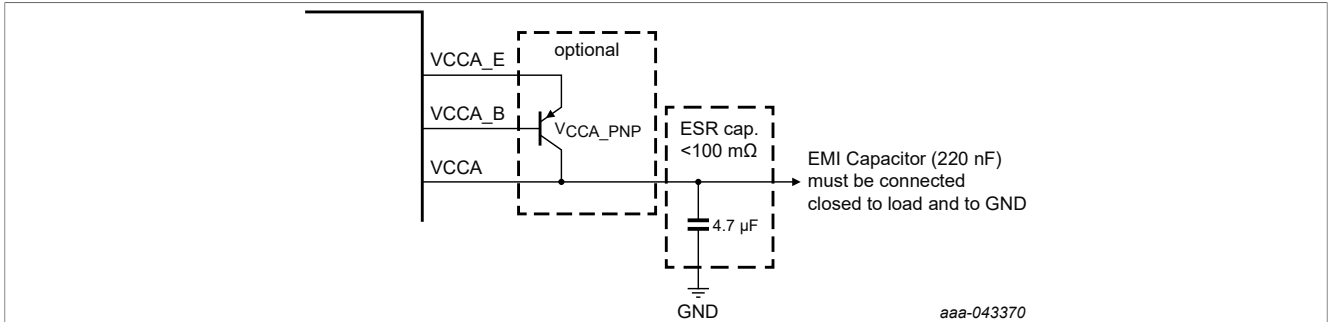 optional
VCCA_E
VCCA_B
VCCA_PNP
VCCA
ESR cap.
<100 mΩ
EMI Capacitor (220 nF)
must be connected
closed to load and to GND
4.7 µF
GND
aaa-043370